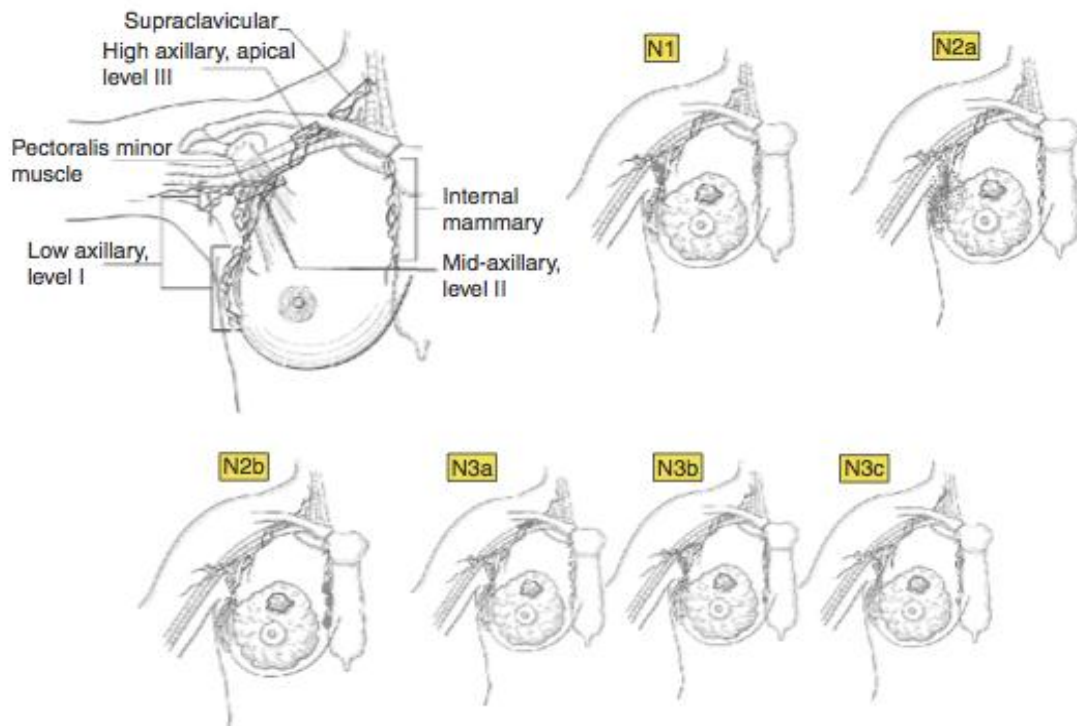 Supraclavicular
High axillary, apical
level III
Pectoralis minor
muscle
Low axillary,
level I
Internal
mammary
Mid-axillary,
level II
N1
N2a
N2b
N3a
N3b
N3c